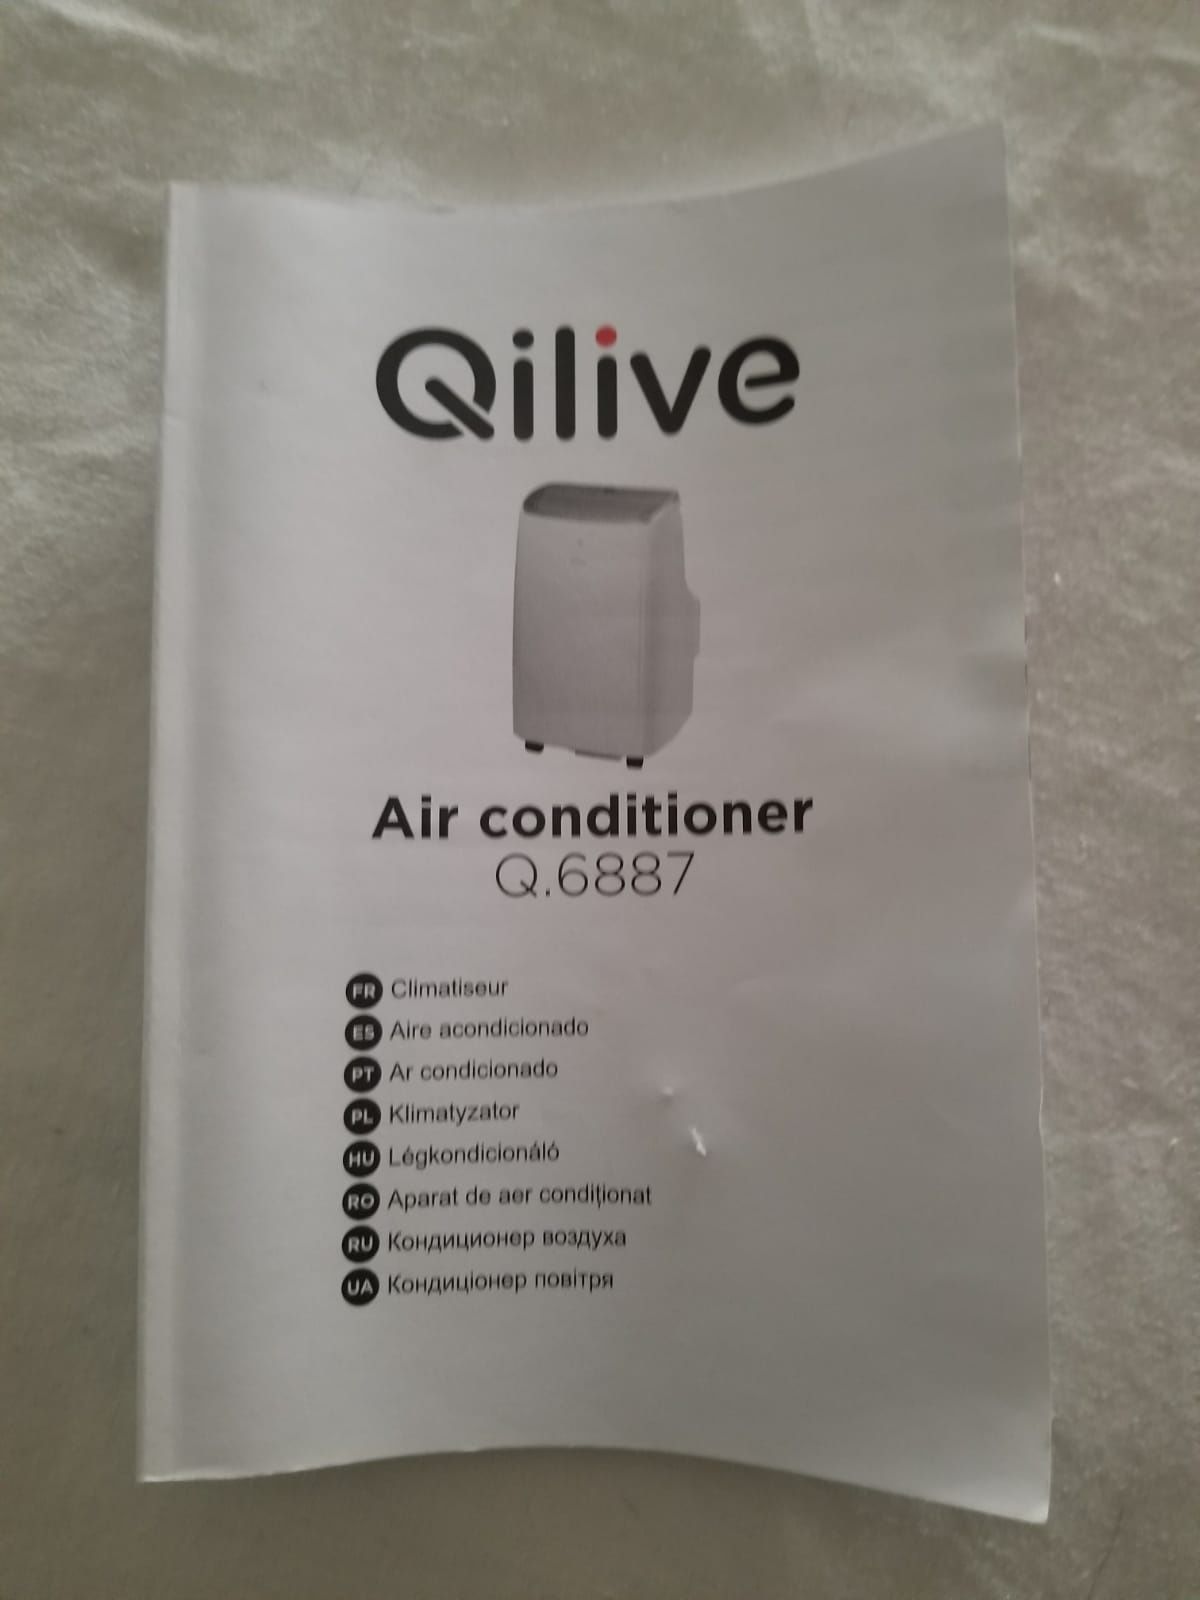 Qilive
Air conditioner
Q.6887
FR Climatiseur
ES Aire acondicionado
PT Ar condicionado
PL Klimatyzator
HU Légkondicionáló
RO Aparat de aer condiționat
RU Кондиционер воздуха
UA Кондиціонер повітря